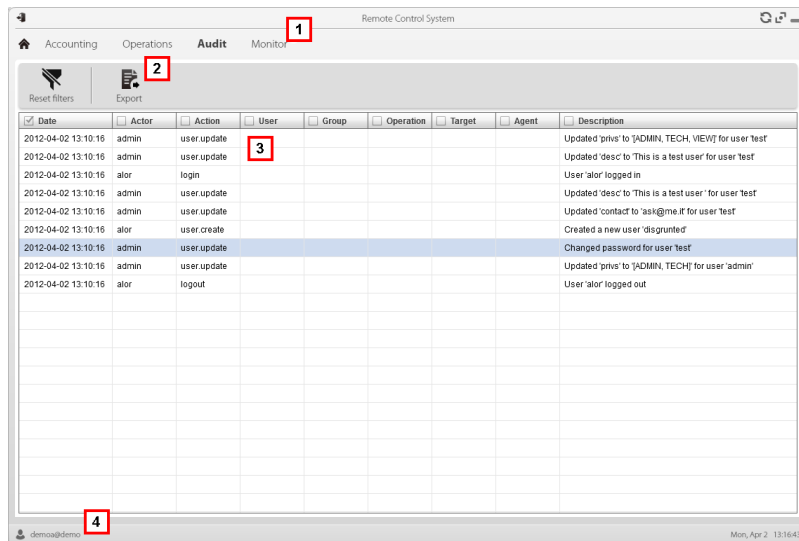 Remote Control System
1
Accounting Operations Audit Monitor
2
Reset filters Export
Date Actor Action User Group Operation Target Agent Description
2012-04-02 13:10:16 admin user.update Updated 'privs' to '[ADMIN, TECH, VIEW]' for user 'test'
3
2012-04-02 13:10:16 admin user.update Updated 'desc' to 'This is a test user' for user 'test'
2012-04-02 13:10:16 alor login User 'alor' logged in
2012-04-02 13:10:16 admin user.update Updated 'desc' to 'This is a test user ' for user 'test'
2012-04-02 13:10:16 admin user.update Updated 'contact' to 'ask@me.it' for user 'test'
2012-04-02 13:10:16 alor user.create Created a new user 'disgrunted'
2012-04-02 13:10:16 admin user.update Changed password for user 'test'
2012-04-02 13:10:16 admin user.update Updated 'privs' to '[ADMIN, TECH]' for user 'admin'
2012-04-02 13:10:16 alor logout User 'alor' logged out
4
demoa@demo Mon, Apr 2 13:16:43